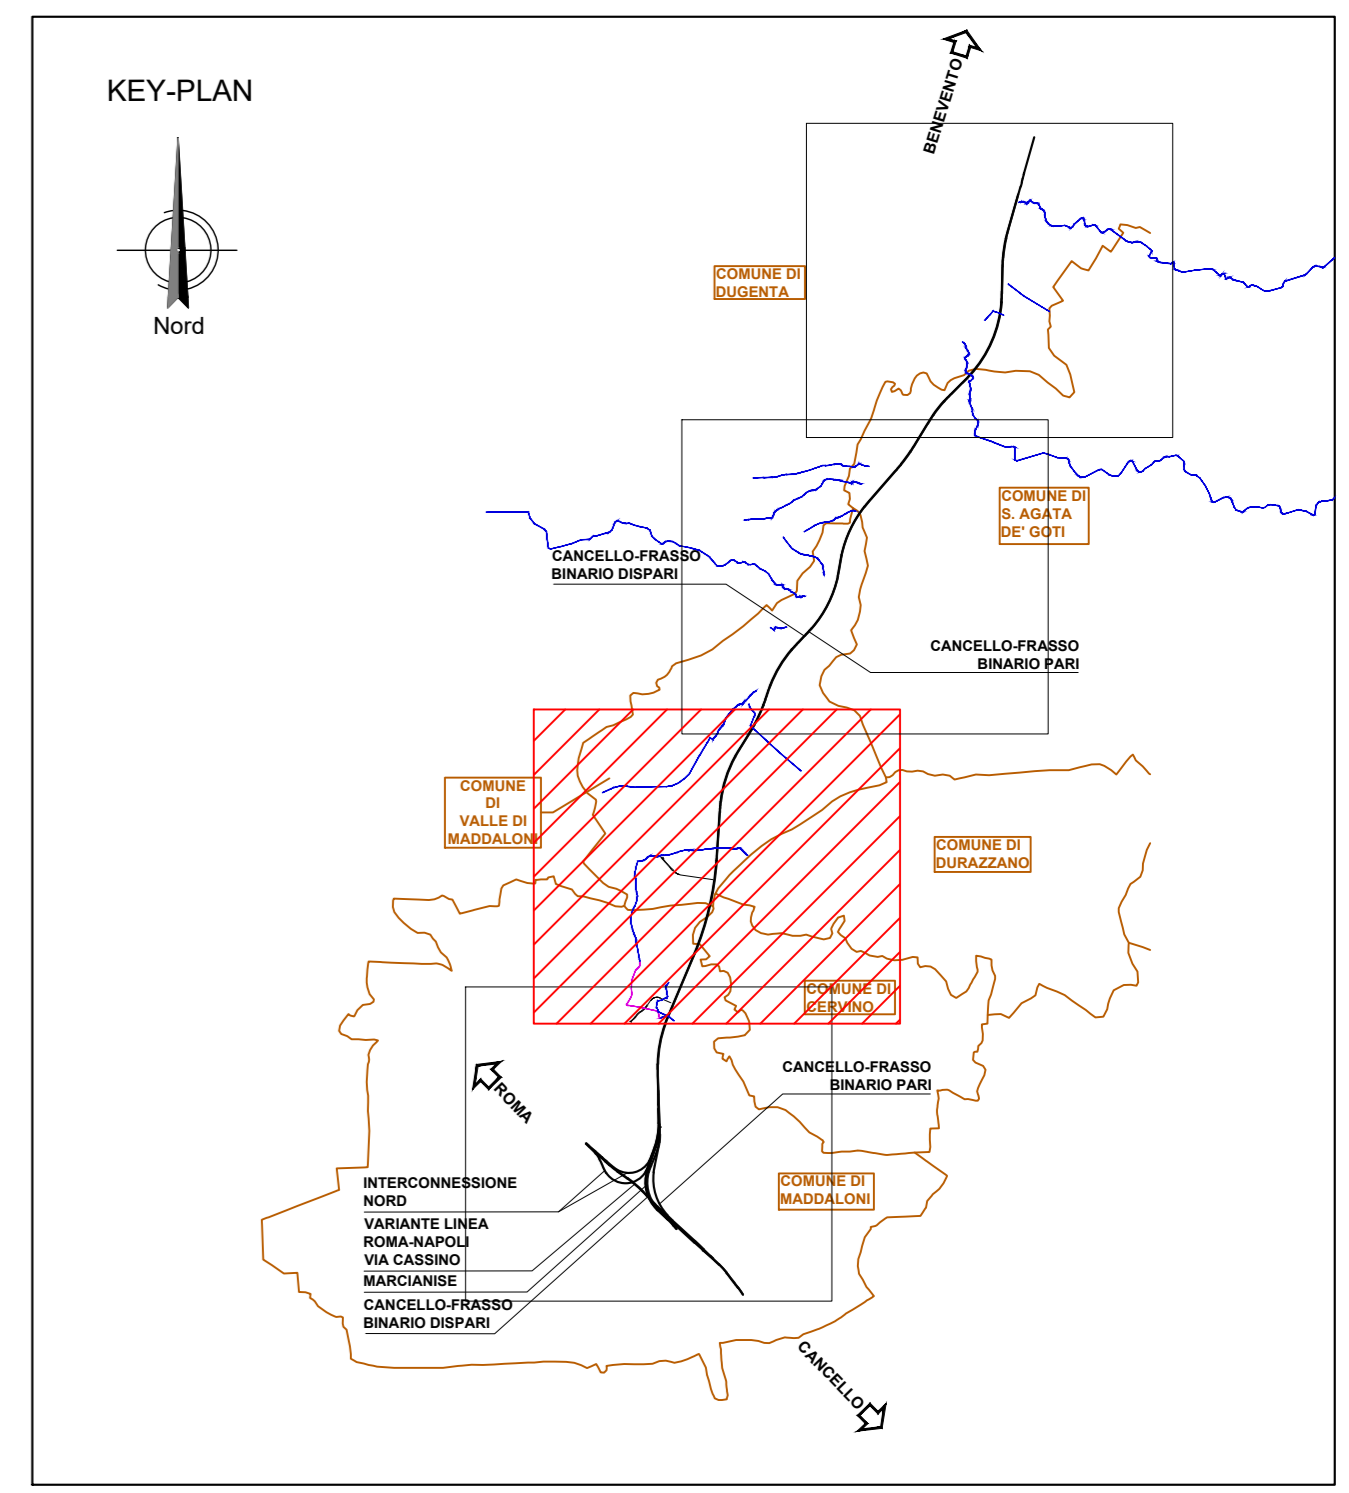 KEY-PLAN
Nord
BENEVENTO
COMUNE DI
DUGENTA
COMUNE DI
S. AGATA
DE' GOTI
CANCELLO-FRASSO
BINARIO DISPARI
CANCELLO-FRASSO
BINARIO PARI
COMUNE
DI
VALLE DI
MADDALONI
COMUNE DI
DURAZZANO
COMUNE DI
CERVINO
ROMA
CANCELLO-FRASSO
BINARIO PARI
INTERCONNESSIONE
NORD
COMUNE DI
MADDALONI
VARIANTE LINEA
ROMA-NAPOLI
VIA CASSINO
MARCIANISE
CANCELLO-FRASSO
BINARIO DISPARI
CANCELLO